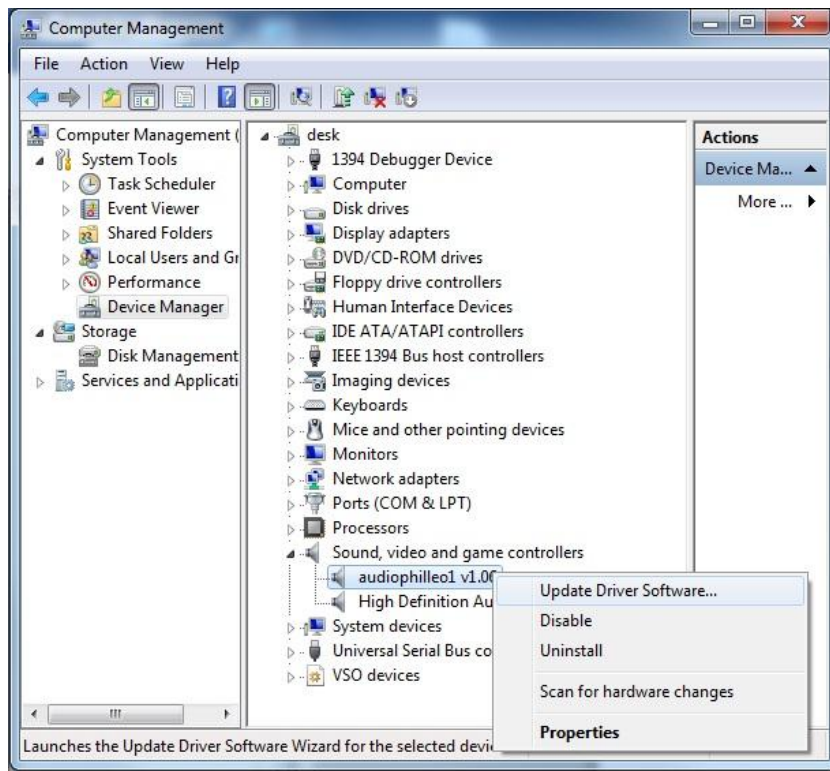 Computer Management
File Action View Help
Computer Management (
System Tools
Task Scheduler
Event Viewer
Shared Folders
Local Users and Gr
Performance
Device Manager
Storage
Disk Management
Services and Applicati
desk
1394 Debugger Device
Computer
Disk drives
Display adapters
DVD/CD-ROM drives
Floppy drive controllers
Human Interface Devices
IDE ATA/ATAPI controllers
IEEE 1394 Bus host controllers
Imaging devices
Keyboards
Mice and other pointing devices
Monitors
Network adapters
Ports (COM & LPT)
Processors
Sound, video and game controllers
audiophilleo1 v1.06
High Definition Au
System devices
Universal Serial Bus co
VSO devices
Actions
Device Ma...
More ...
Update Driver Software...
Disable
Uninstall
Scan for hardware changes
Properties
Launches the Update Driver Software Wizard for the selected devi